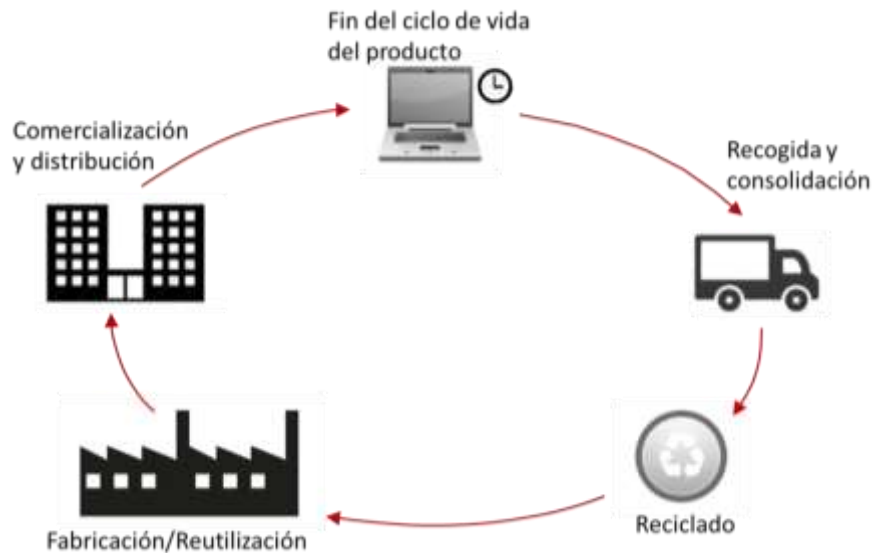 Fin del ciclo de vida
del producto
Comercialización
y distribución
Recogida y
consolidación
Reciclado
Fabricación/Reutilización